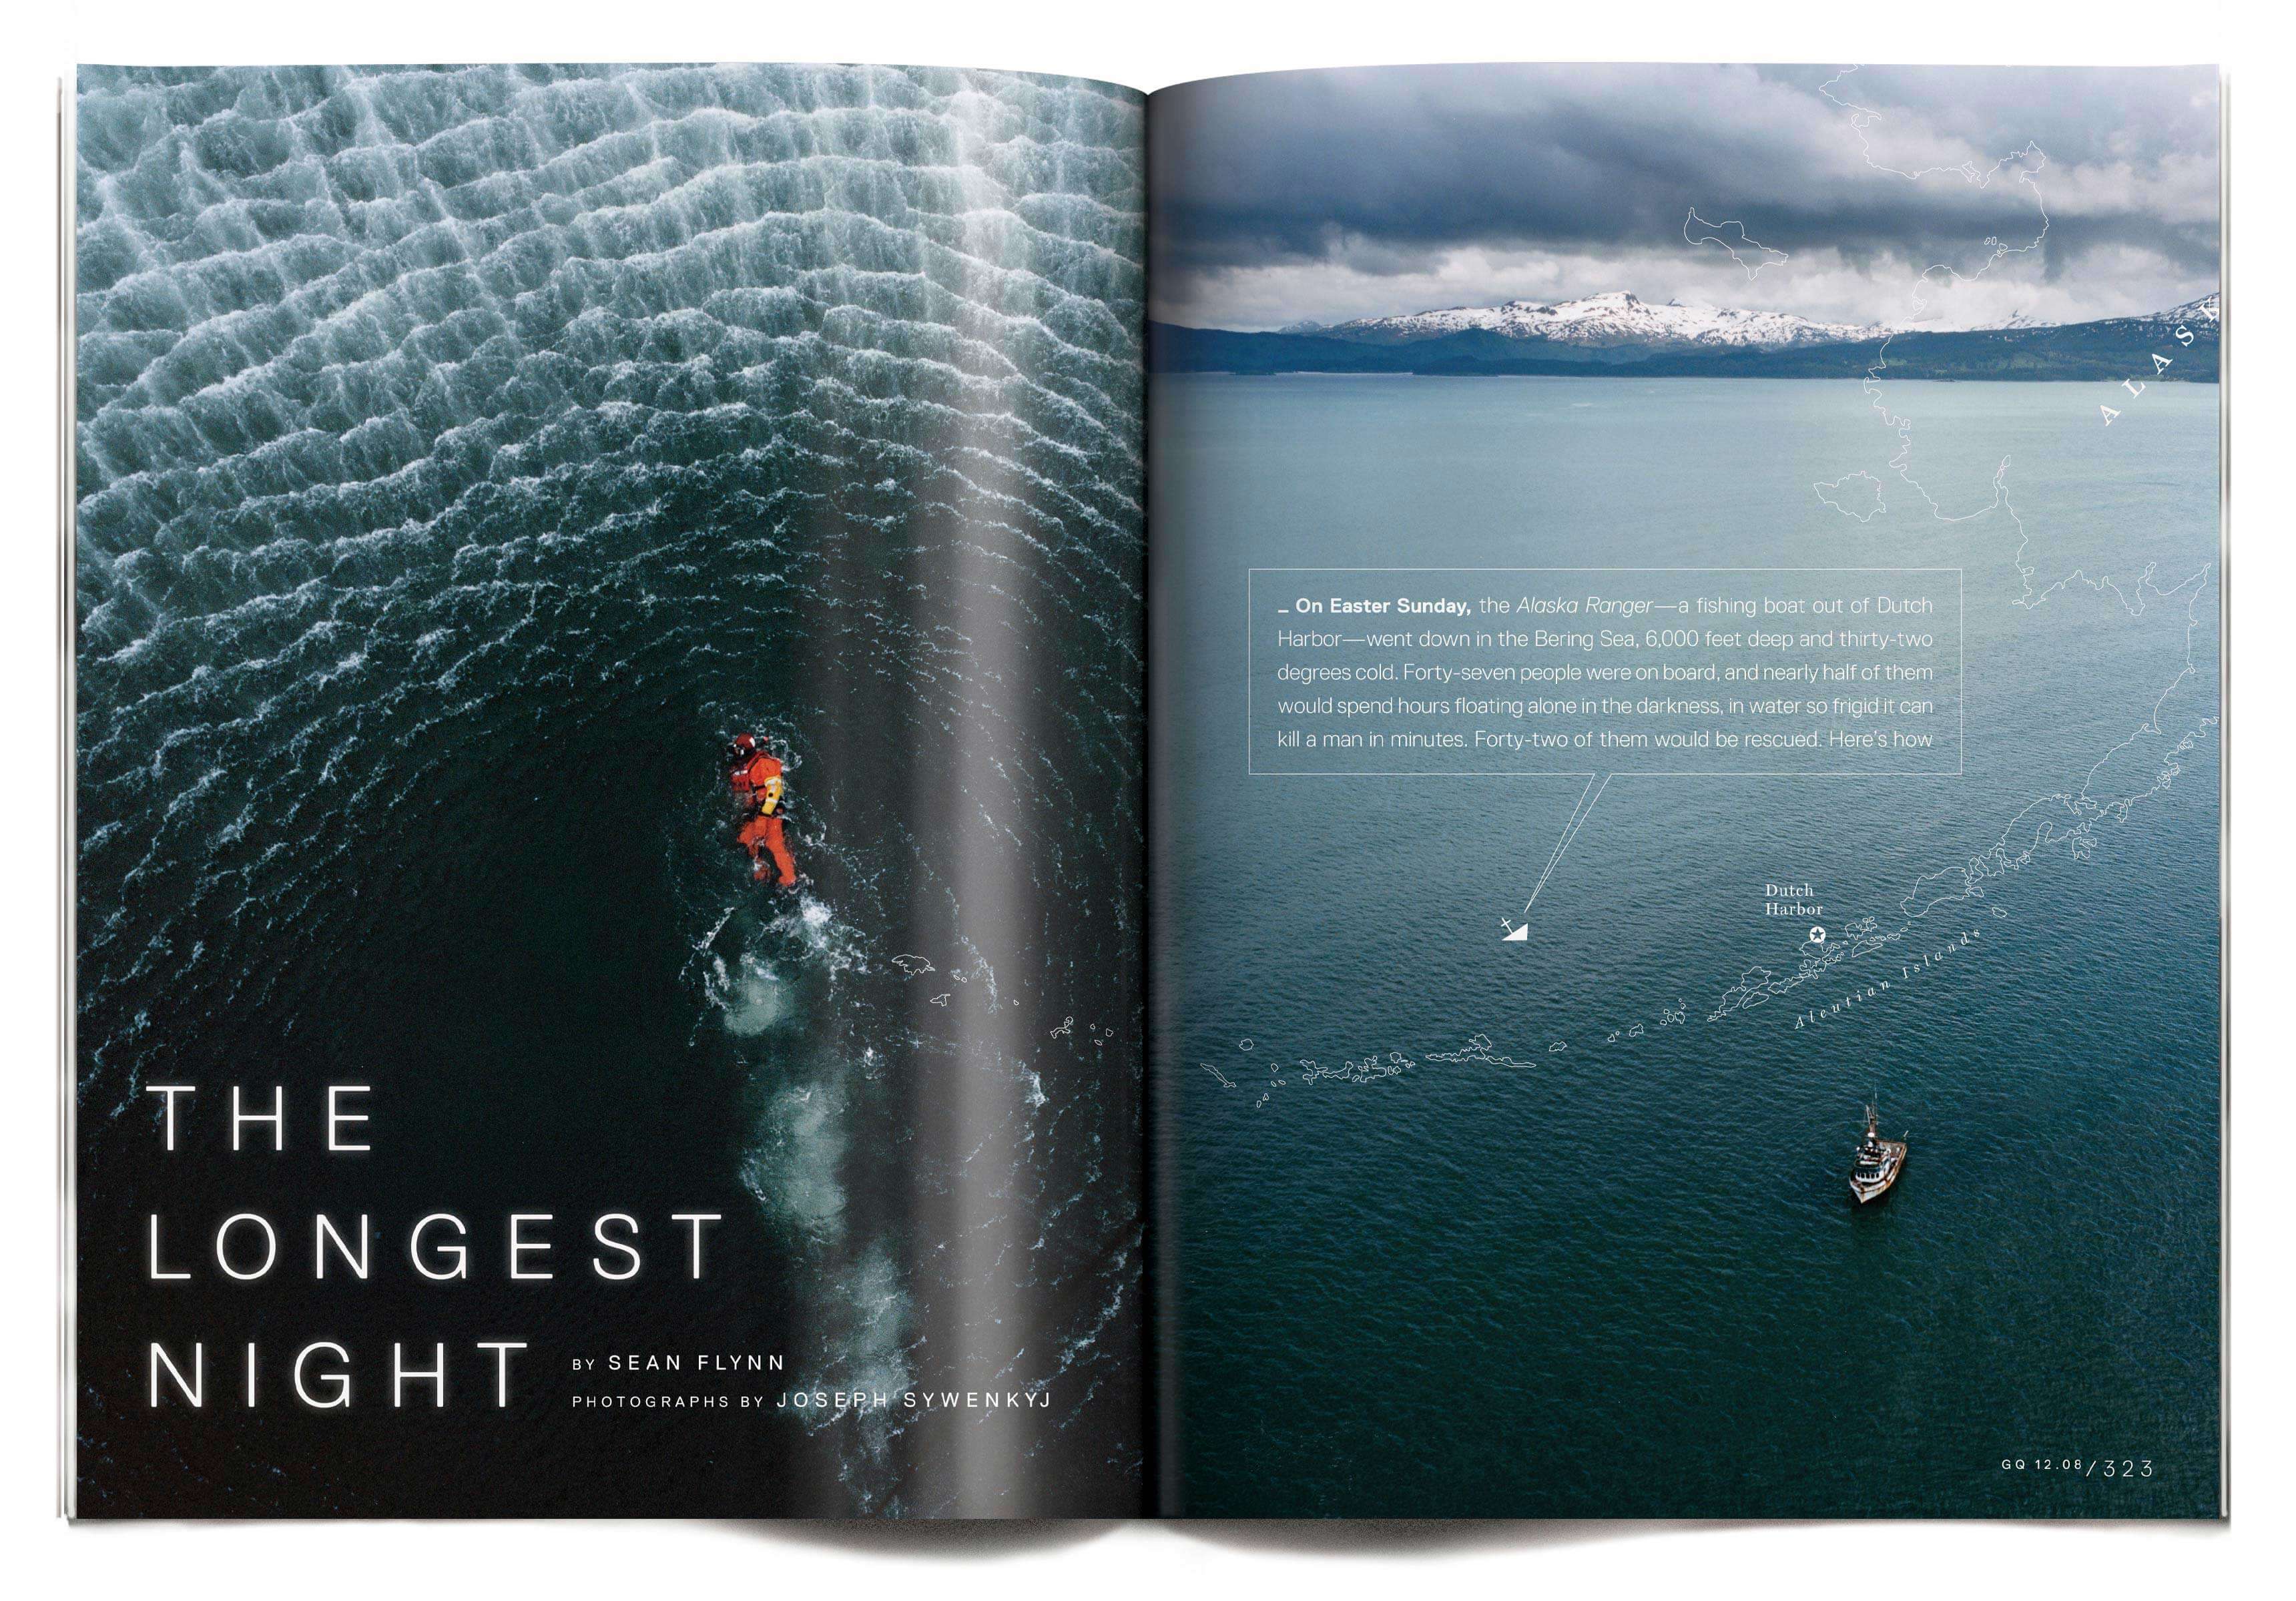 THE
LONGEST
NIGHT
BY SEAN FLYNN
PHOTOGRAPHS BY JOSEPH SYWENKYJ
ALASK
_ On Easter Sunday, the Alaska Ranger—a fishing boat out of Dutch
Harbor—went down in the Bering Sea, 6,000 feet deep and thirty-two
degrees cold. Forty-seven people were on board, and nearly half of them
would spend hours floating alone in the darkness, in water so frigid it can
kill a man in minutes. Forty-two of them would be rescued. Here's how
Dutch
Harbor
Aleutian Islands
GQ 12.08/323